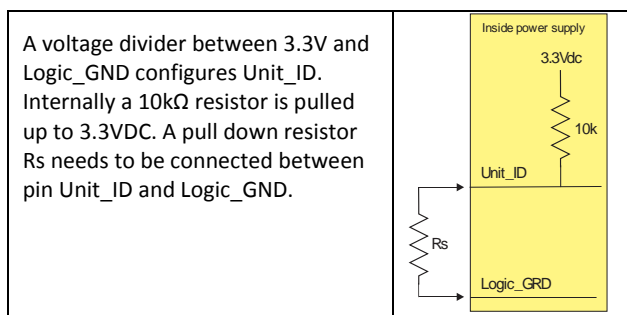 A voltage divider between 3.3V and
Logic_GND configures Unit_ID.
Internally a 10kΩ resistor is pulled
up to 3.3VDC. A pull down resistor
Rs needs to be connected between
pin Unit_ID and Logic_GND.
Inside power supply
3.3Vdc
10k
Unit_ID
Rs
Logic_GRD